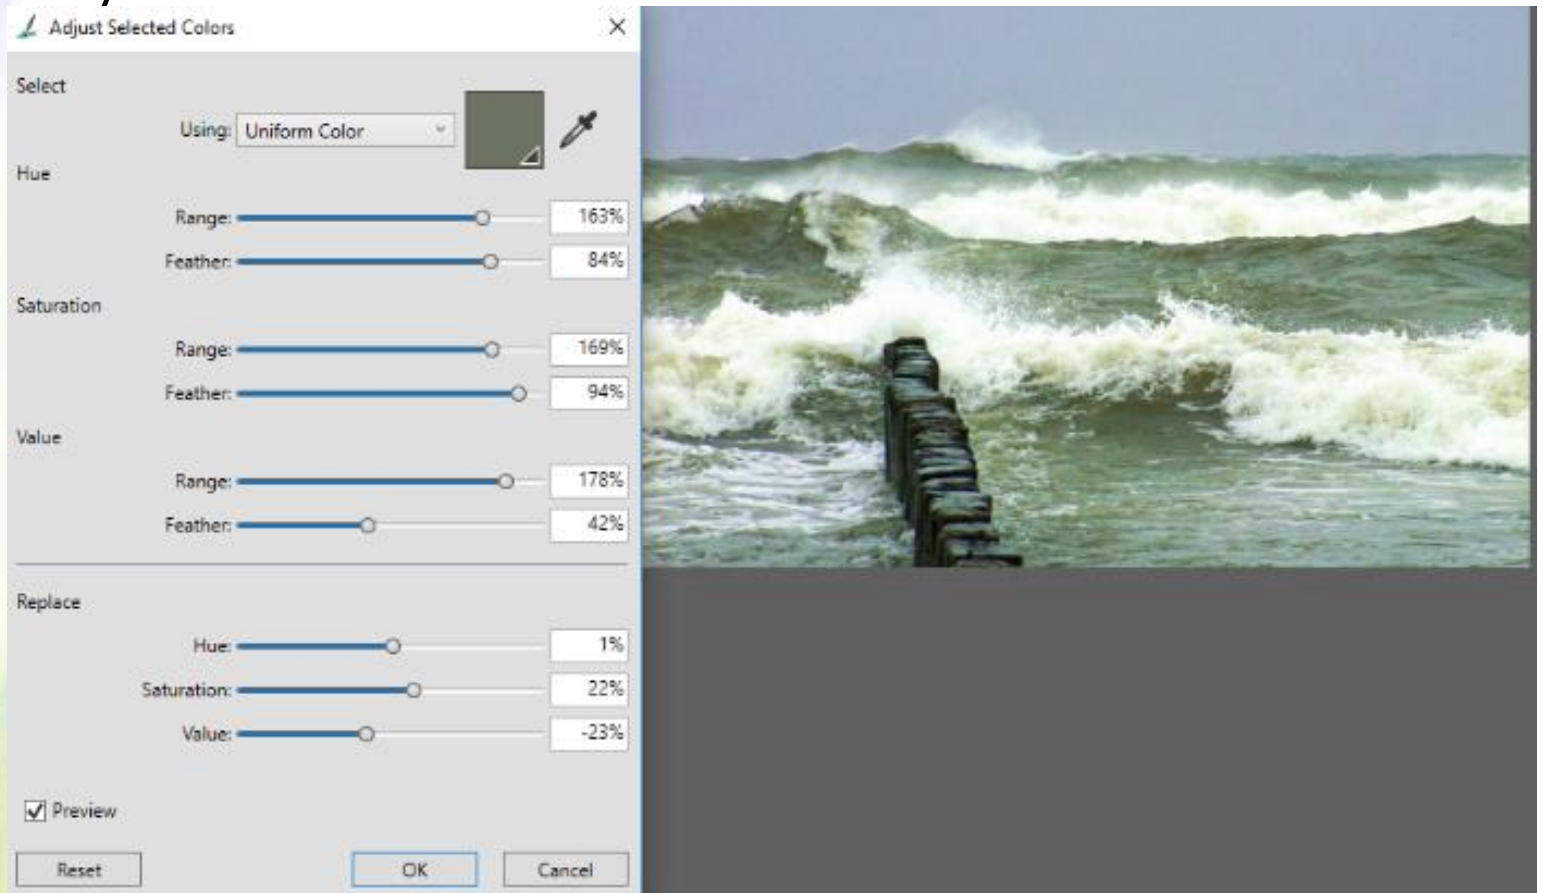 Adjust Selected Colors
Select
Using: Uniform Color
Hue
Range: 163%
Feather: 84%
Saturation
Range: 169%
Feather: 94%
Value
Range: 178%
Feather: 42%
Replace
Hue: 1%
Saturation: 22%
Value: -23%
Preview
Reset OK Cancel